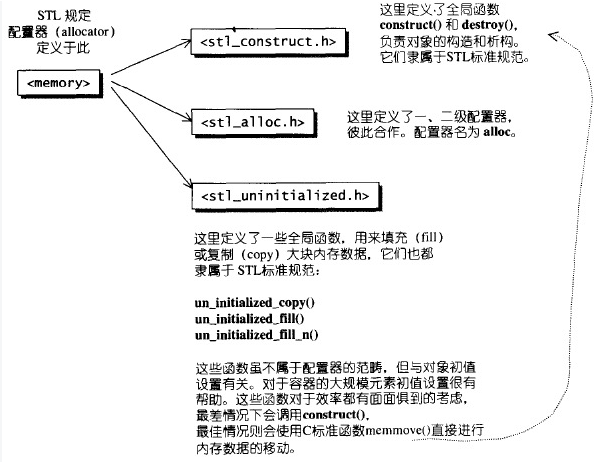 STL 规定
配置器（allocator）
定义于此
<memory>
<stl_construct.h>
这里定义了全局函数
construct() 和 destroy(),
负责对象的构造和析构。
它们隶属于STL标准规范。
<stl_alloc.h>
这里定义了一、二级配置器，
彼此合作。配置器名为 alloc。
<stl_uninitialized.h>
这里定义了一些全局函数，用来填充（fill）
或复制（copy）大块内存数据，它们也都
隶属于 STL标准规范：
un_initialized_copy()
un_initialized_fill()
un_initialized_fill_n()
这些函数虽不属于配置器的范畴，但与对象初值
设置有关。对于容器的大规模元素初值设置很有
帮助。这些函数对于效率都有面面俱到的考虑，
最差情况下会调用construct(),
最佳情况则会使用C标准函数memmove()直接进行
内存数据的移动。